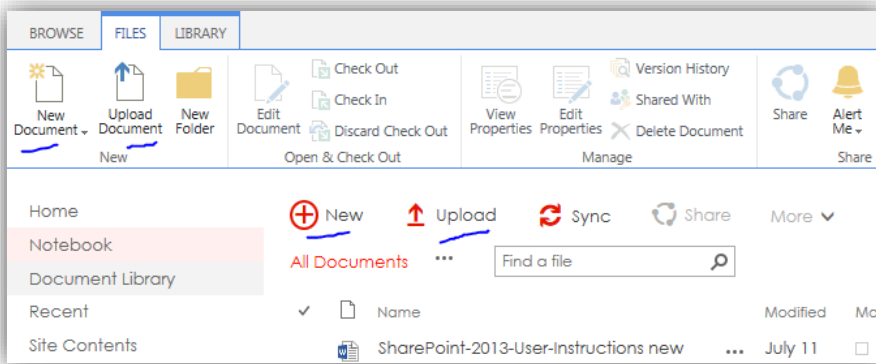 BROWSE FILES LIBRARY
New Document Upload Document New Folder
New
Edit Document Check Out
Check In
Discard Check Out
Open & Check Out
View Properties Edit Properties Version History
Shared With
Delete Document
Manage
Share Alert Me
Share
Home
Notebook
Document Library
Recent
Site Contents
New Upload Sync Share More
All Documents ... Find a file
Name Modified
SharePoint-2013-User-Instructions new ... July 11